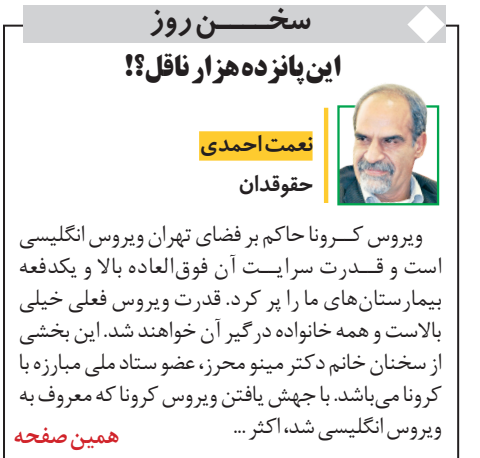 سخن روز
این پانزده هزار ناقل؟!
نعمت احمدی
حقوقدان
ویروس کرونا حاکم بر فضای تهران ویروس انگلیسی
است و قدرت سرایت آن فوق‌العاده بالا و یکدفعه
بیمارستان‌های ما را پر کرد. قدرت ویروس فعلی خیلی
بالاست و همه خانواده درگیر آن خواهند شد. این بخشی
از سخنان خانم دکتر مینو محرز، عضو ستاد ملی مبارزه با
کرونا می‌باشد. با جهش یافتن ویروس کرونا که معروف به
ویروس انگلیسی شد، اکثر ...
همین صفحه